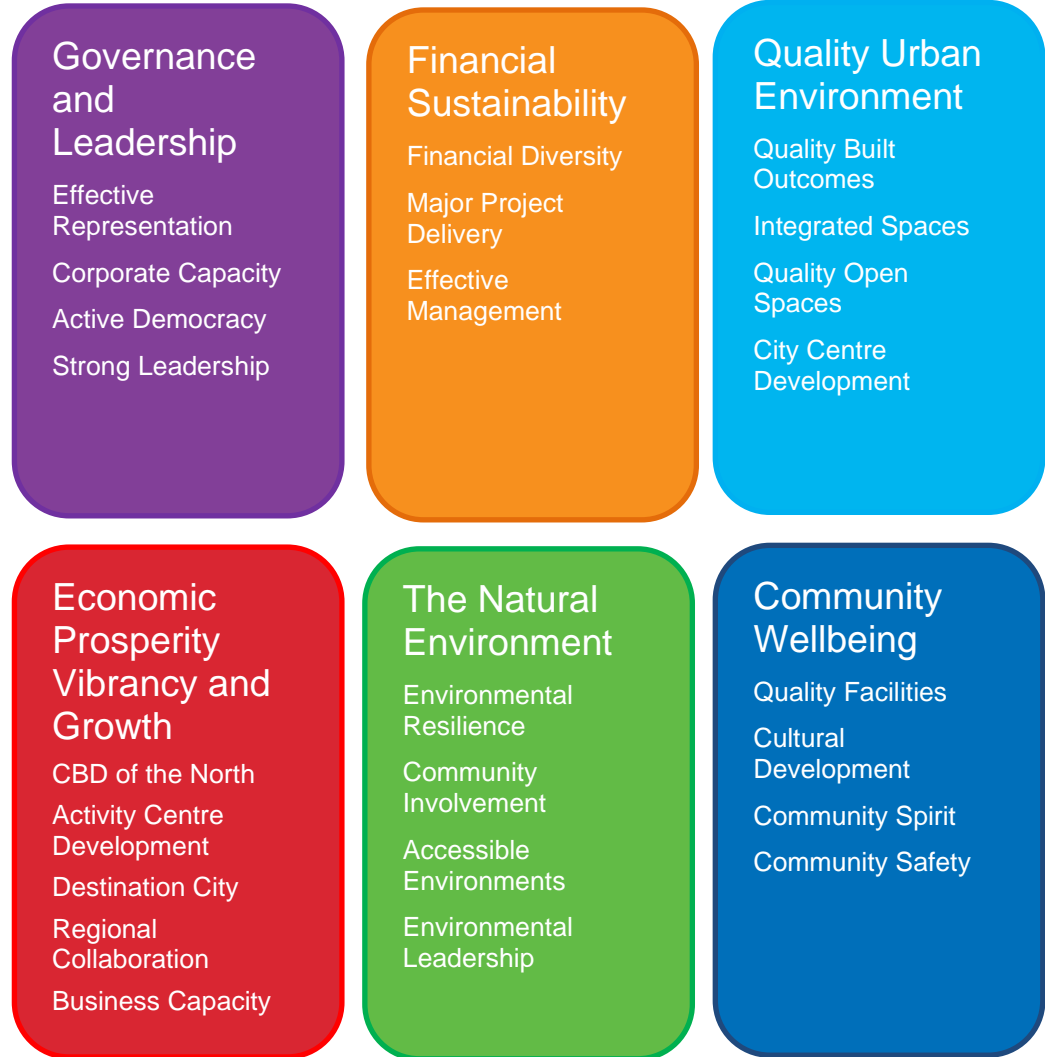 Governance
and
Leadership
Effective
Representation
Corporate Capacity
Active Democracy
Strong Leadership
Financial
Sustainability
Financial Diversity
Major Project
Delivery
Effective
Management
Quality Urban
Environment
Quality Built
Outcomes
Integrated Spaces
Quality Open
Spaces
City Centre
Development
Economic
Prosperity
Vibrancy and
Growth
CBD of the North
Activity Centre
Development
Destination City
Regional
Collaboration
Business Capacity
The Natural
Environment
Environmental
Resilience
Community
Involvement
Accessible
Environments
Environmental
Leadership
Community
Wellbeing
Quality Facilities
Cultural
Development
Community Spirit
Community Safety